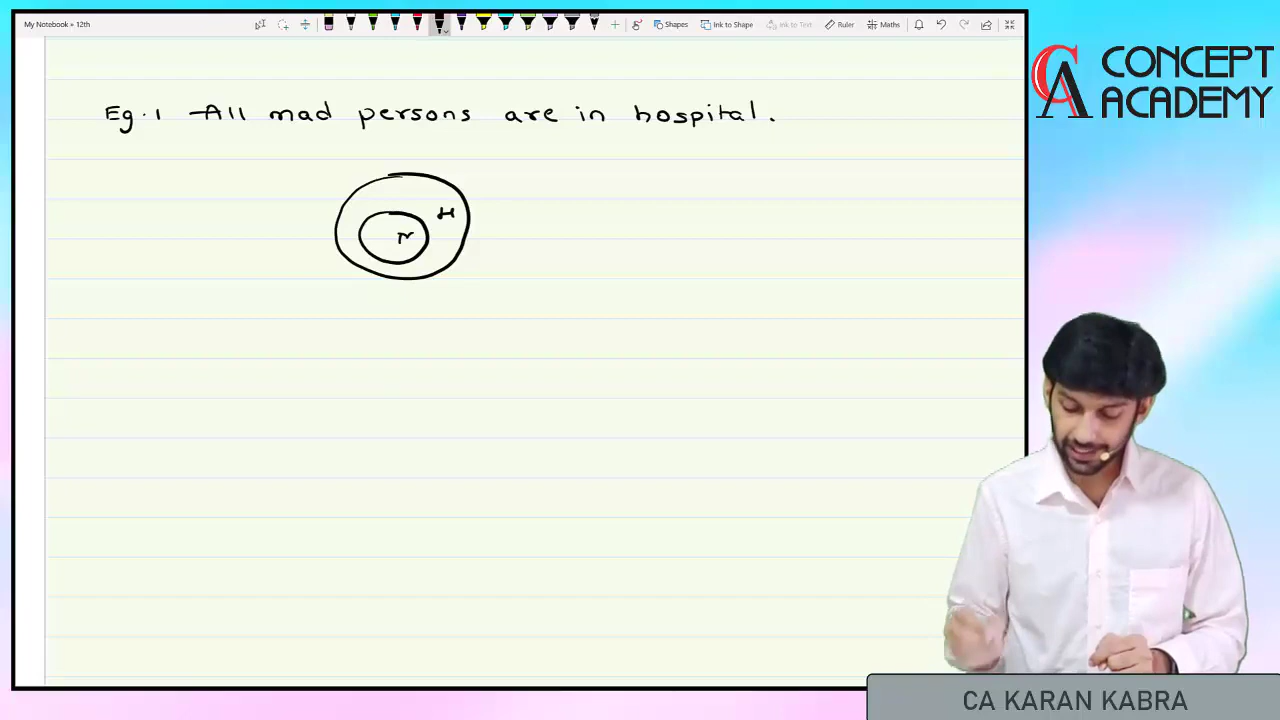 My Notebook » 12th
Shapes
Ink to Shape
Ink to Text
Ruler
Maths
CONCEPT
ACADEMY
Eg.1 All mad persons are in hospital.
H
M
CA KARAN KABRA